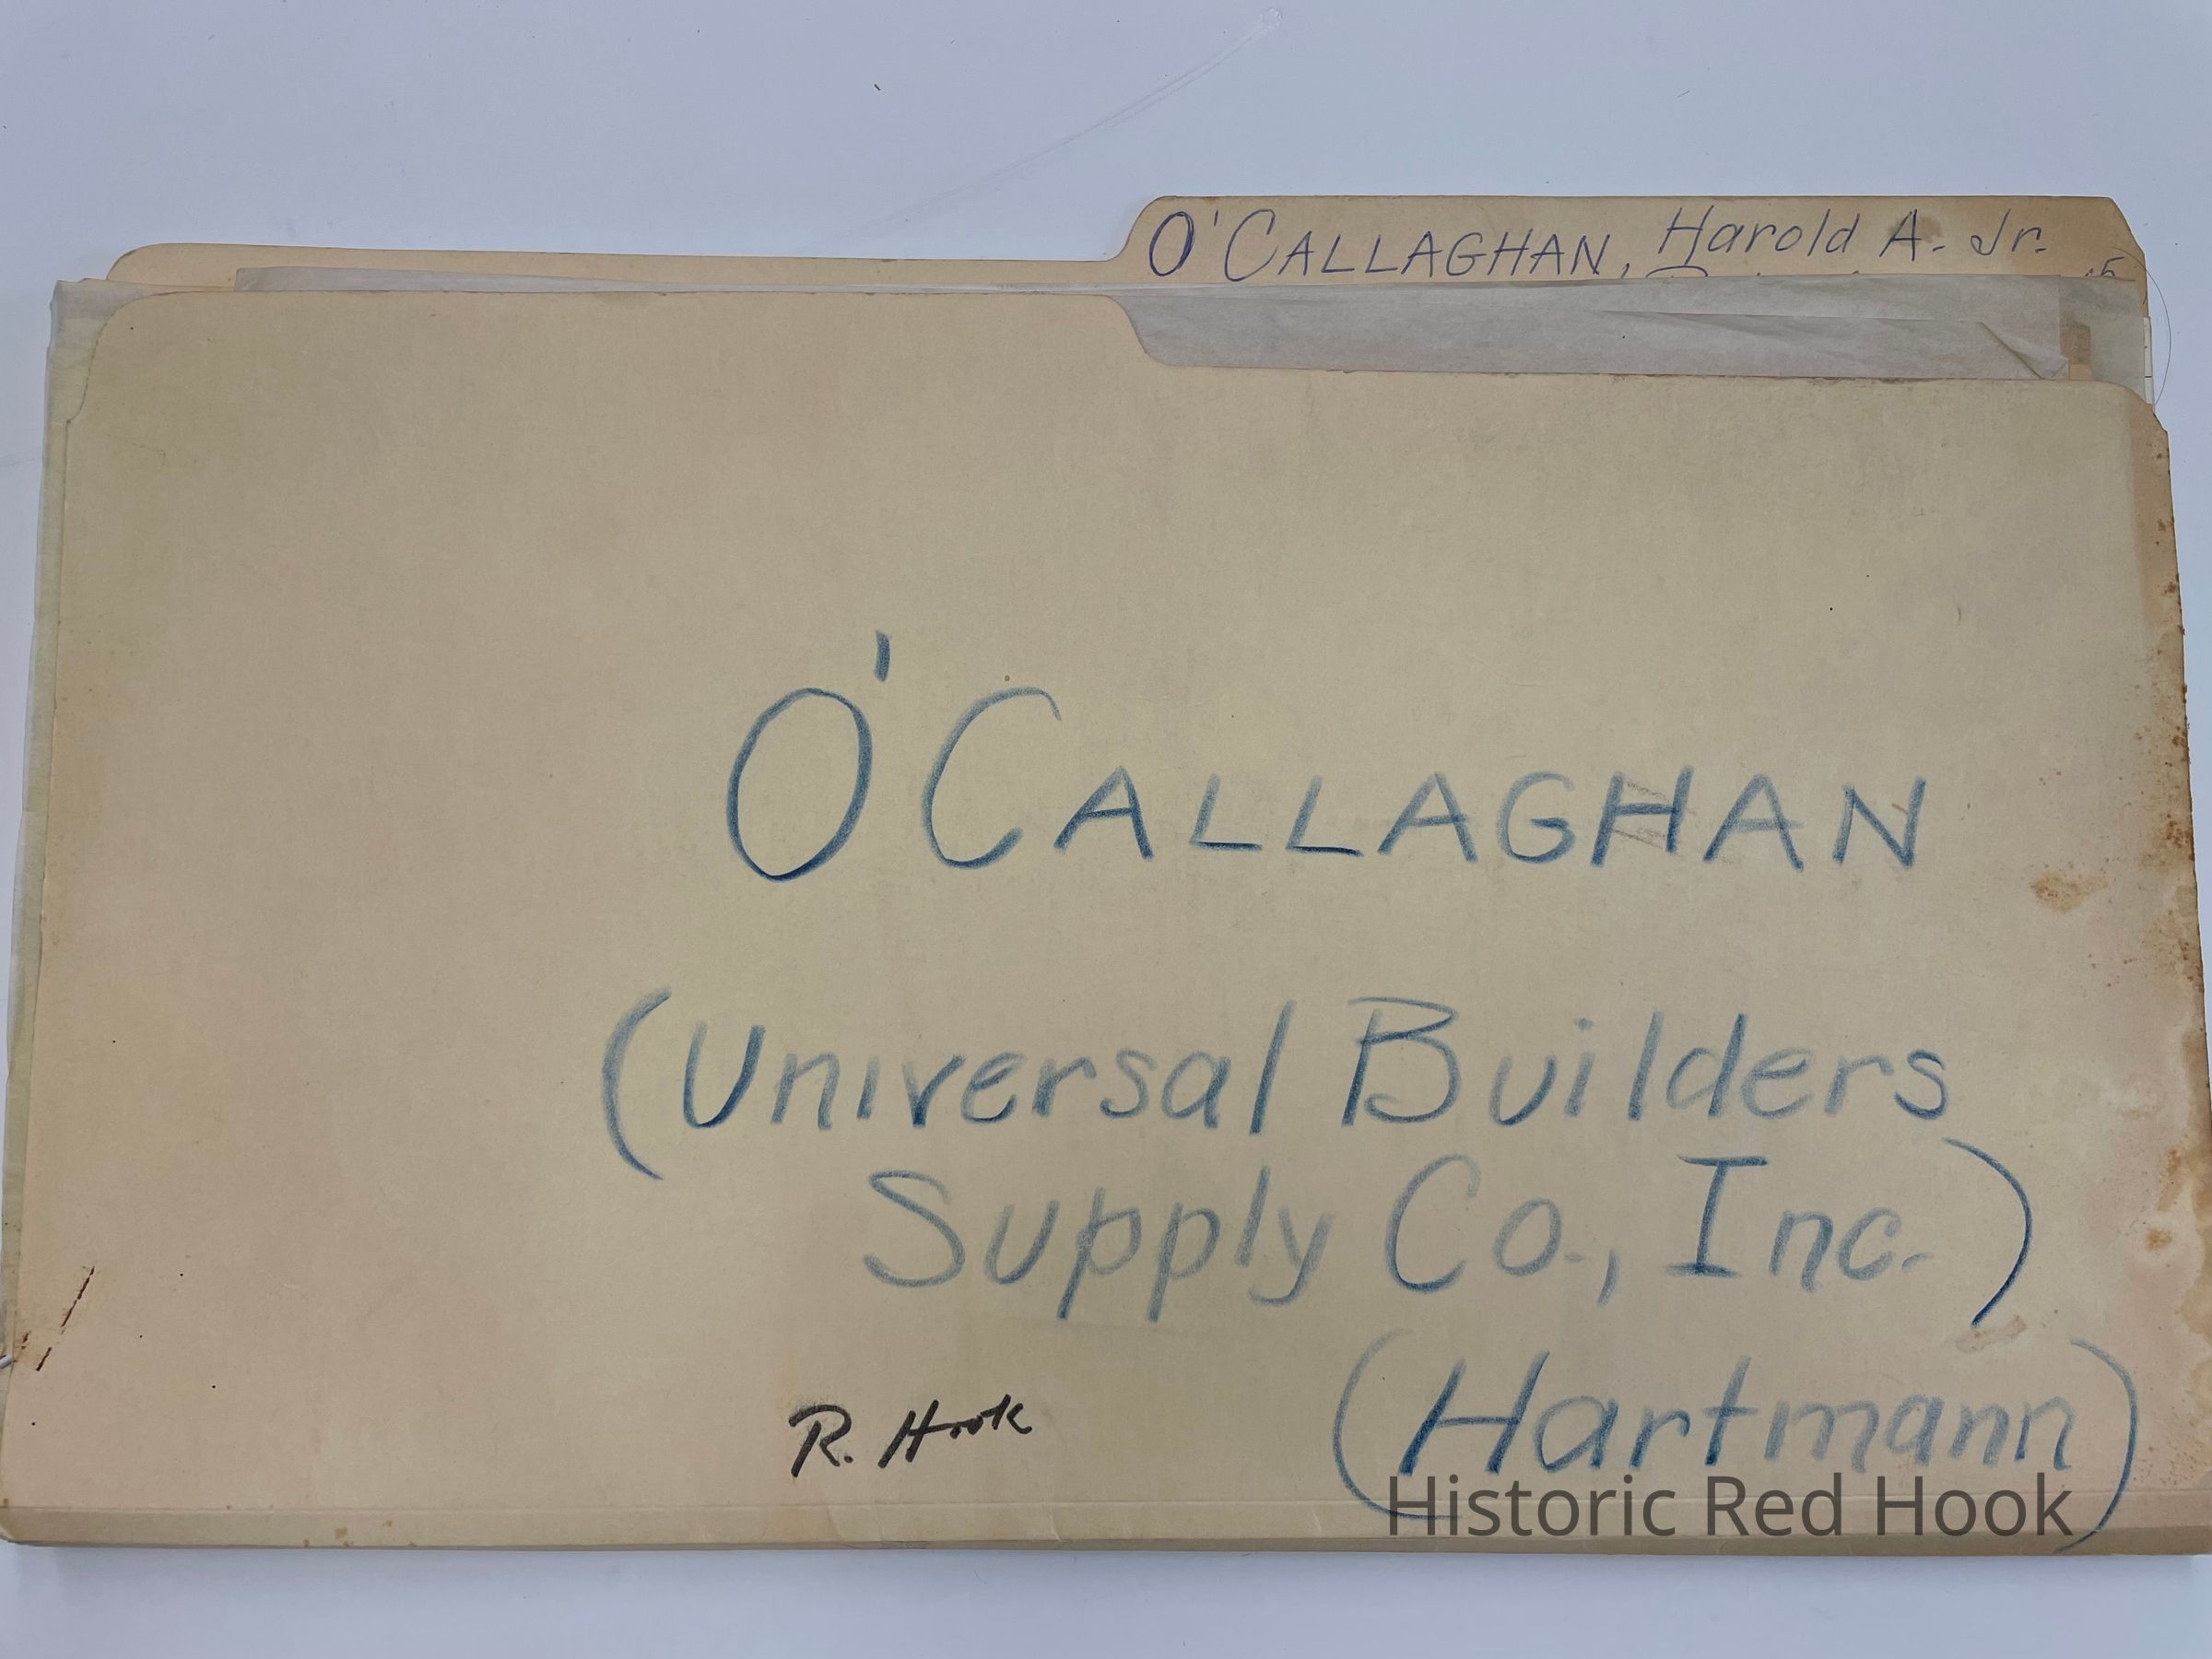 O'CALLAGHAN, Harold A. Jr.
O'CALLAGHAN
(Universal Builders
Supply Co., Inc.)
(Hartmann)
R. Hook
Historic Red Hook